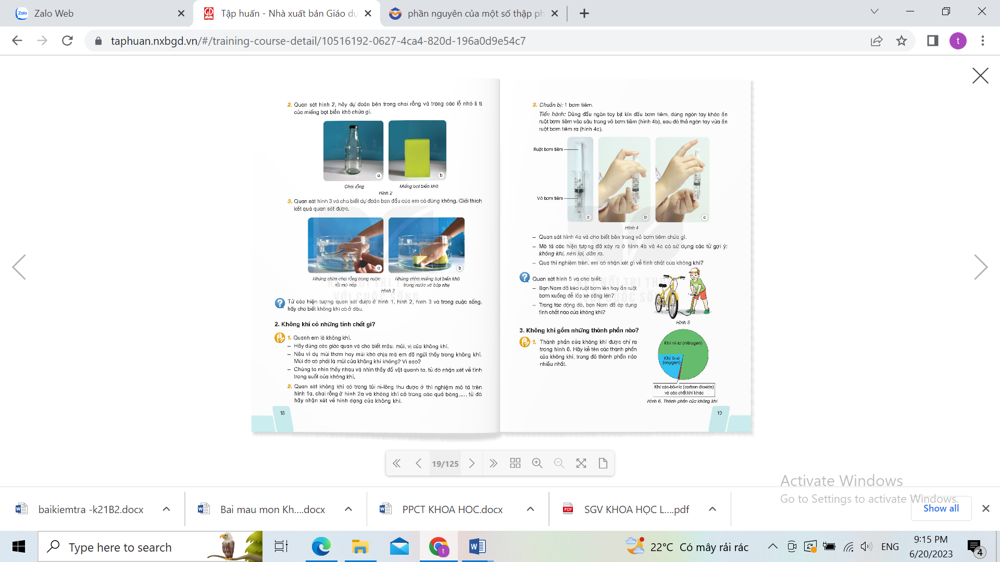 Zalo Web
Tập huấn - Nhà xuất bản Giáo dụ
phần nguyên của một số thập ph
taphuan.nxbgd.vn/#/training-course-detail/10516192-0627-4ca4-820d-196a0d9e54c7
t
2. Quan sát hình 2, hãy dự đoán bên trong chai rỗng và trong các lỗ nhỏ li ti
của miếng bọt biển khô chứa gì.
a
b
Chai rỗng
Miếng bọt biển khô
Hình 2
3. Quan sát hình 3 và cho biết dự đoán ban đầu của em có đúng không. Giải thích
kết quả quan sát được.
a
b
Nhúng chìm chai rỗng trong nước
rồi mở nắp
Nhúng chìm miếng bọt biển khô
trong nước và bóp nhẹ
Hình 3
Từ các hiện tượng quan sát được ở hình 1, hình 2, hình 3 và trong cuộc sống,
hãy cho biết không khí có ở đâu.
2. Không khí có những tính chất gì?
1. Quanh em là không khí.
– Hãy dùng các giác quan và cho biết màu, mùi, vị của không khí.
– Nêu ví dụ mùi thơm hay mùi khó chịu mà em đã ngửi thấy trong không khí.
Mùi đó có phải là mùi của không khí không? Vì sao?
– Chúng ta nhìn thấy nhau và nhìn thấy đồ vật quanh ta, từ đó nhận xét về tính
trong suốt của không khí.
2. Quan sát không khí có trong túi ni-lông thu được ở thí nghiệm mô tả trên
hình 1a, chai rỗng ở hình 2a và không khí có trong các quả bóng,..., từ đó
hãy nhận xét về hình dạng của không khí.
18
3. Chuẩn bị: 1 bơm tiêm.
Tiến hành: Dùng đầu ngón tay bịt kín đầu bơm tiêm, dùng ngón tay khác ấn
ruột bơm tiêm vào sâu trong vỏ bơm tiêm (hình 4b), sau đó thả ngón tay vừa ấn
ruột bơm tiêm ra (hình 4c).
Ruột bơm tiêm
Vỏ bơm tiêm
a
b
c
Hình 4
– Quan sát hình 4a và cho biết bên trong vỏ bơm tiêm chứa gì.
– Mô tả các hiện tượng đã xảy ra ở hình 4b và 4c có sử dụng các từ gợi ý:
không khí, nén lại, dãn ra.
– Qua thí nghiệm trên, em có nhận xét gì về tính chất của không khí?
Quan sát hình 5 và cho biết:
– Bạn Nam đã kéo ruột bơm lên hay ấn ruột
bơm xuống để lốp xe căng lên?
– Trong tác động đó, bạn Nam đã áp dụng
tính chất nào của không khí?
Hình 5
3. Không khí gồm những thành phần nào?
1. Thành phần của không khí được chỉ ra
trong hình 6. Hãy kể tên các thành phần
của không khí, trong đó thành phần nào
nhiều nhất.
Khí ni-tơ (nitrogen)
Khí ô-xi
(oxygen)
Khí các-bô-níc (carbon dioxide)
và các chất khí khác
Hình 6. Thành phần của không khí
19
19/125
Activate Windows
Go to Settings to activate Windows.
baikiemtra -k21B2.docx
Bai mau mon Kh....docx
PPCT KHOA HOC.docx
SGV KHOA HỌC L....pdf
Show all
Type here to search
22°C Có mây rải rác
ENG
9:15 PM
6/20/2023
4